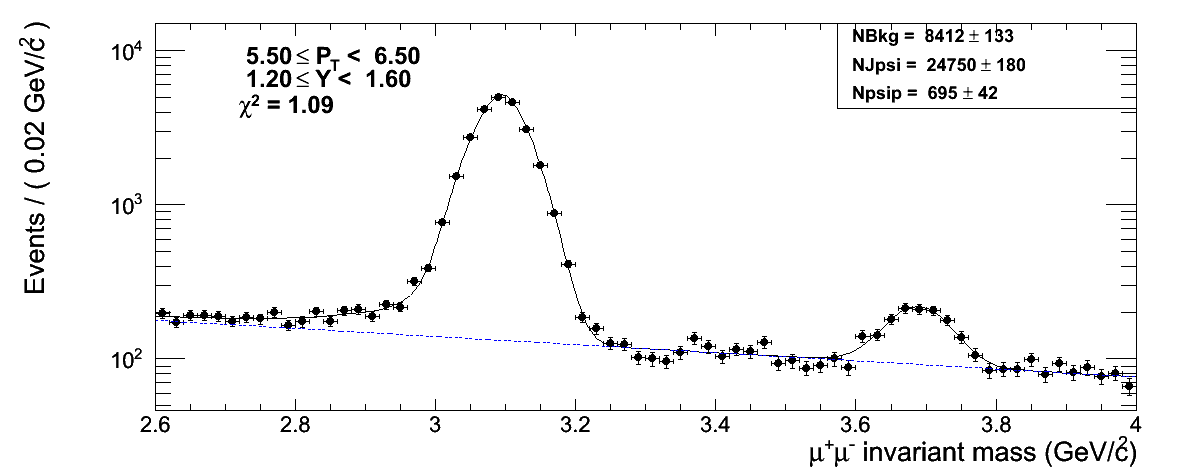 Events / ( 0.02 GeV/c²)
10⁴
10³
10²
5.50 ≤ P_T < 6.50
1.20 ≤ Y < 1.60
χ² = 1.09
NBkg = 8412 ± 133
NJpsi = 24750 ± 180
Npsip = 695 ± 42
2.6 2.8 3 3.2 3.4 3.6 3.8 4
μ⁺μ⁻ invariant mass (GeV/c²)